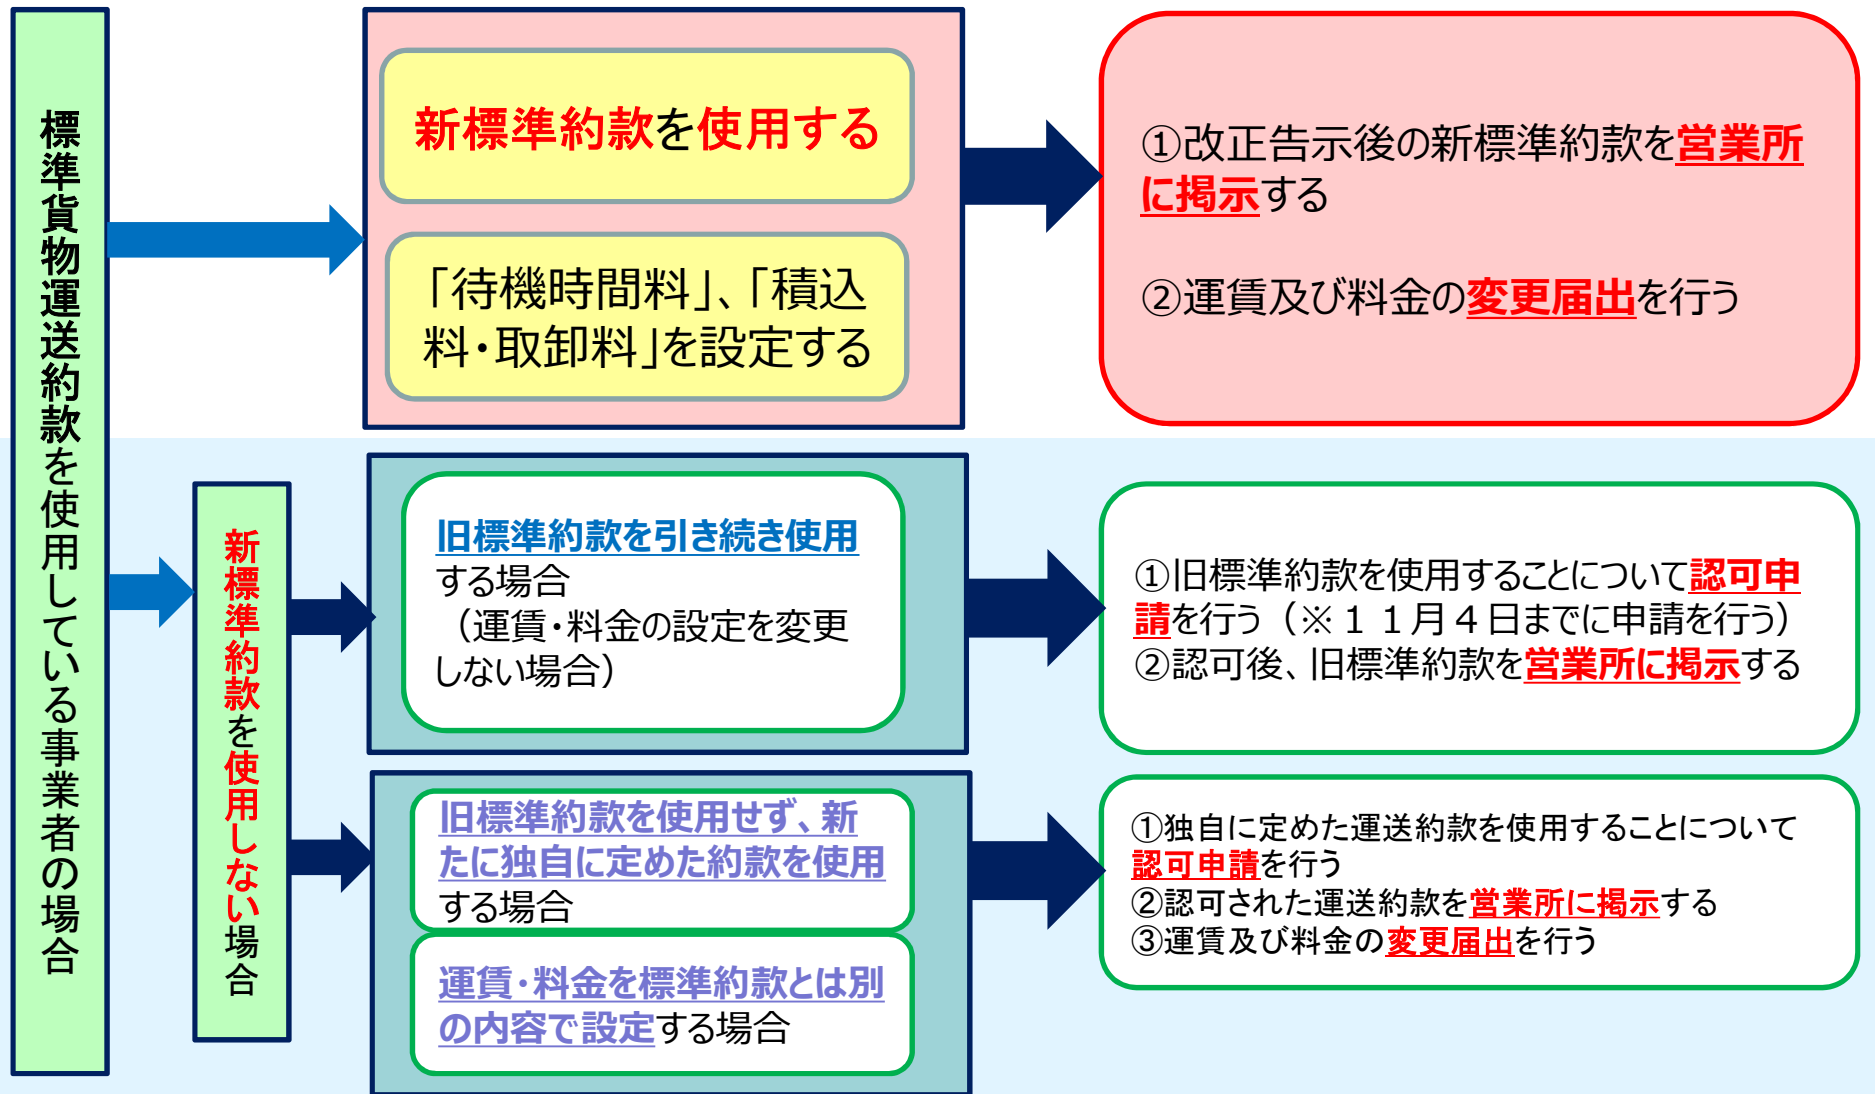 標準貨物運送約款を使用している事業者の場合
新標準約款を使用する
「待機時間料」、「積込
料・取卸料」を設定する
①改正告示後の新標準約款を営業所
に掲示する
②運賃及び料金の変更届出を行う
新標準約款を使用しない場合
旧標準約款を引き続き使用
する場合
（運賃・料金の設定を変更
しない場合）
①旧標準約款を使用することについて認可申
請を行う（※１１月４日までに申請を行う）
②認可後、旧標準約款を営業所に掲示する
旧標準約款を使用せず、新
たに独自に定めた約款を使用
する場合
運賃・料金を標準約款とは別
の内容で設定する場合
①独自に定めた運送約款を使用することについて
認可申請を行う
②認可された運送約款を営業所に掲示する
③運賃及び料金の変更届出を行う